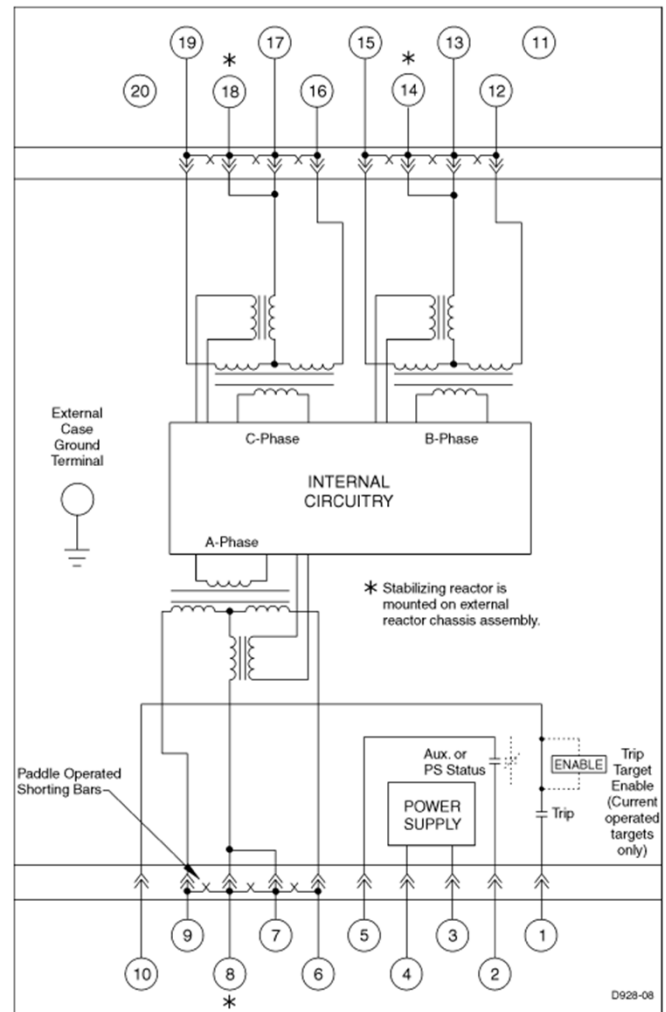 19
*
17
15
*
13
11
20
18
16
14
12
External
Case
Ground
Terminal
C-Phase
B-Phase
INTERNAL
CIRCUITRY
A-Phase
* Stabilizing reactor is
mounted on external
reactor chassis assembly.
Paddle Operated
Shorting Bars
Aux. or
PS Status
ENABLE
Trip
Target
Enable
(Current
operated
targets
only)
Trip
POWER
SUPPLY
9
7
5
3
1
10
8
6
4
2
*
D928-08